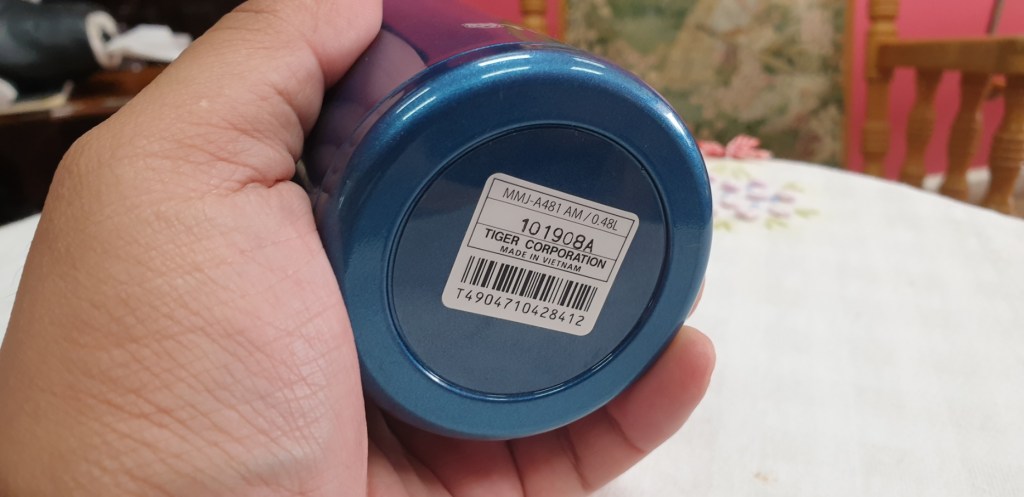 MMJ-A481 AM / 0.48L
101908A
TIGER CORPORATION
MADE IN VIETNAM
T4904710428412